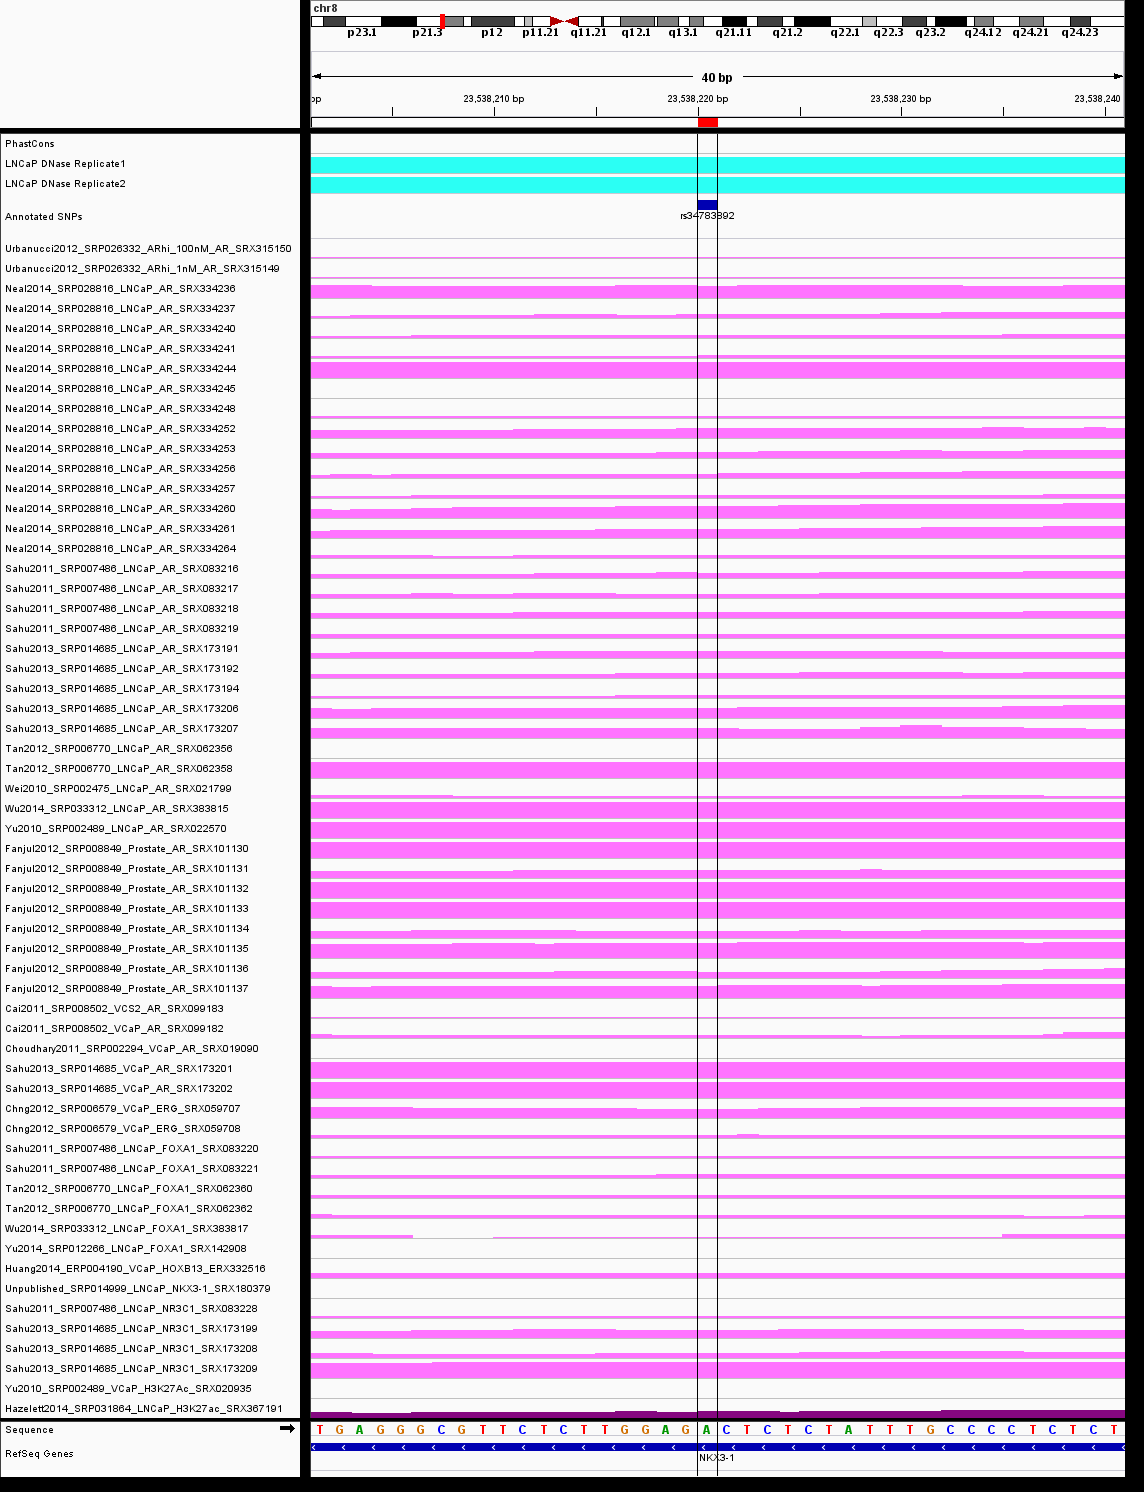 chr8
p23.1 p21.3 p12 p11.21 q11.21 q12.1 q13.1 q21.11 q21.2 q22.1 q22.3 q23.2 q24.12 q24.21 q24.23
40 bp
bp 23,538,210 bp 23,538,220 bp 23,538,230 bp 23,538,240
PhastCons
LNCaP DNase Replicate1
LNCaP DNase Replicate2
Annotated SNPs rs34783892
Urbanucci2012_SRP026332_ARhi_100nM_AR_SRX315150
Urbanucci2012_SRP026332_ARhi_1nM_AR_SRX315149
Neal2014_SRP028816_LNCaP_AR_SRX334236
Neal2014_SRP028816_LNCaP_AR_SRX334237
Neal2014_SRP028816_LNCaP_AR_SRX334240
Neal2014_SRP028816_LNCaP_AR_SRX334241
Neal2014_SRP028816_LNCaP_AR_SRX334244
Neal2014_SRP028816_LNCaP_AR_SRX334245
Neal2014_SRP028816_LNCaP_AR_SRX334248
Neal2014_SRP028816_LNCaP_AR_SRX334252
Neal2014_SRP028816_LNCaP_AR_SRX334253
Neal2014_SRP028816_LNCaP_AR_SRX334256
Neal2014_SRP028816_LNCaP_AR_SRX334257
Neal2014_SRP028816_LNCaP_AR_SRX334260
Neal2014_SRP028816_LNCaP_AR_SRX334261
Neal2014_SRP028816_LNCaP_AR_SRX334264
Sahu2011_SRP007486_LNCaP_AR_SRX083216
Sahu2011_SRP007486_LNCaP_AR_SRX083217
Sahu2011_SRP007486_LNCaP_AR_SRX083218
Sahu2011_SRP007486_LNCaP_AR_SRX083219
Sahu2013_SRP014685_LNCaP_AR_SRX173191
Sahu2013_SRP014685_LNCaP_AR_SRX173192
Sahu2013_SRP014685_LNCaP_AR_SRX173194
Sahu2013_SRP014685_LNCaP_AR_SRX173206
Sahu2013_SRP014685_LNCaP_AR_SRX173207
Tan2012_SRP006770_LNCaP_AR_SRX062356
Tan2012_SRP006770_LNCaP_AR_SRX062358
Wei2010_SRP002475_LNCaP_AR_SRX021799
Wu2014_SRP033312_LNCaP_AR_SRX383815
Yu2010_SRP002489_LNCaP_AR_SRX022570
Fanjul2012_SRP008849_Prostate_AR_SRX101130
Fanjul2012_SRP008849_Prostate_AR_SRX101131
Fanjul2012_SRP008849_Prostate_AR_SRX101132
Fanjul2012_SRP008849_Prostate_AR_SRX101133
Fanjul2012_SRP008849_Prostate_AR_SRX101134
Fanjul2012_SRP008849_Prostate_AR_SRX101135
Fanjul2012_SRP008849_Prostate_AR_SRX101136
Fanjul2012_SRP008849_Prostate_AR_SRX101137
Cai2011_SRP008502_VCS2_AR_SRX099183
Cai2011_SRP008502_VCaP_AR_SRX099182
Choudhary2011_SRP002294_VCaP_AR_SRX019090
Sahu2013_SRP014685_VCaP_AR_SRX173201
Sahu2013_SRP014685_VCaP_AR_SRX173202
Chng2012_SRP006579_VCaP_ERG_SRX059707
Chng2012_SRP006579_VCaP_ERG_SRX059708
Sahu2011_SRP007486_LNCaP_FOXA1_SRX083220
Sahu2011_SRP007486_LNCaP_FOXA1_SRX083221
Tan2012_SRP006770_LNCaP_FOXA1_SRX062360
Tan2012_SRP006770_LNCaP_FOXA1_SRX062362
Wu2014_SRP033312_LNCaP_FOXA1_SRX383817
Yu2014_SRP012266_LNCaP_FOXA1_SRX142908
Huang2014_ERP004190_VCaP_HOXB13_ERX332516
Unpublished_SRP014999_LNCaP_NKX3-1_SRX180379
Sahu2011_SRP007486_LNCaP_NR3C1_SRX083228
Sahu2013_SRP014685_LNCaP_NR3C1_SRX173199
Sahu2013_SRP014685_LNCaP_NR3C1_SRX173208
Sahu2013_SRP014685_LNCaP_NR3C1_SRX173209
Yu2010_SRP002489_VCaP_H3K27Ac_SRX020935
Hazelett2014_SRP031864_LNCaP_H3K27ac_SRX367191
Sequence T G A G G G C G T T C T C T T G G A G A C T C T C T A T T T G C C C C T C T C T
RefSeq Genes
NKX3-1